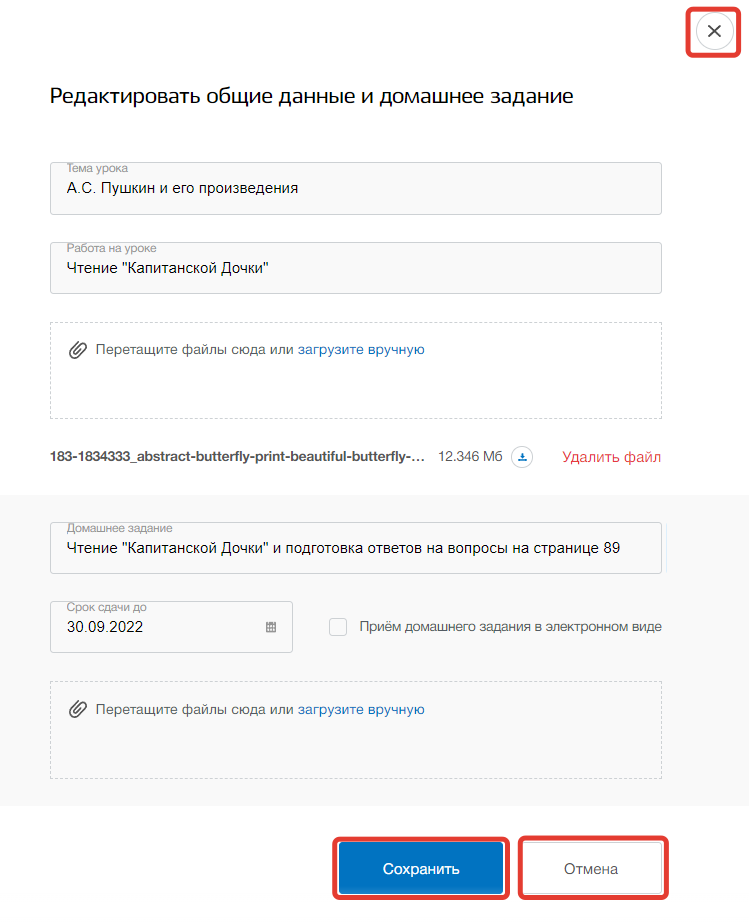 Редактировать общие данные и домашнее задание
Тема урока
А.С. Пушкин и его произведения
Работа на уроке
Чтение "Капитанской Дочки"
Перетащите файлы сюда или загрузите вручную
183-1834333_abstract-butterfly-print-beautiful-butterfly-... 12.346 Мб Удалить файл
Домашнее задание
Чтение "Капитанской Дочки" и подготовка ответов на вопросы на странице 89
Срок сдачи до
30.09.2022 Приём домашнего задания в электронном виде
Перетащите файлы сюда или загрузите вручную
Сохранить Отмена